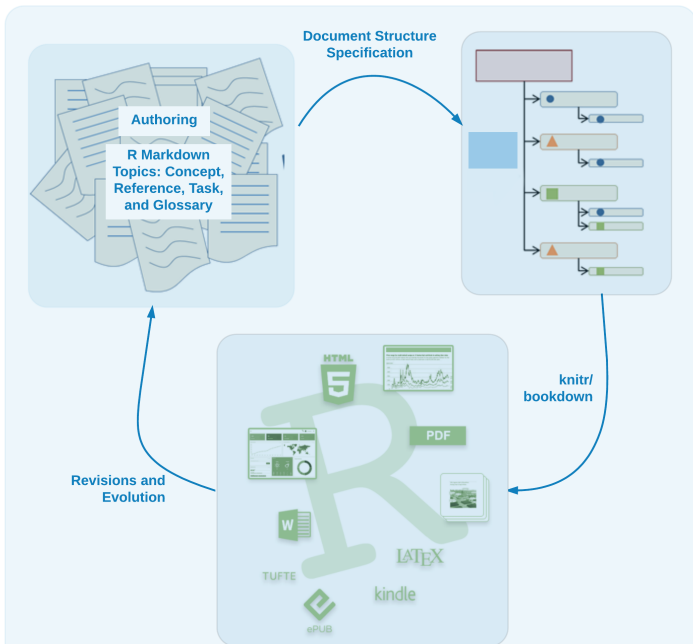 Document Structure
Specification
Authoring
R Markdown
Topics: Concept,
Reference, Task,
and Glossary
knitr/
bookdown
Revisions and
Evolution
HTML
5
PDF
R
W
LATEX
TUFTE
kindle
ePUB